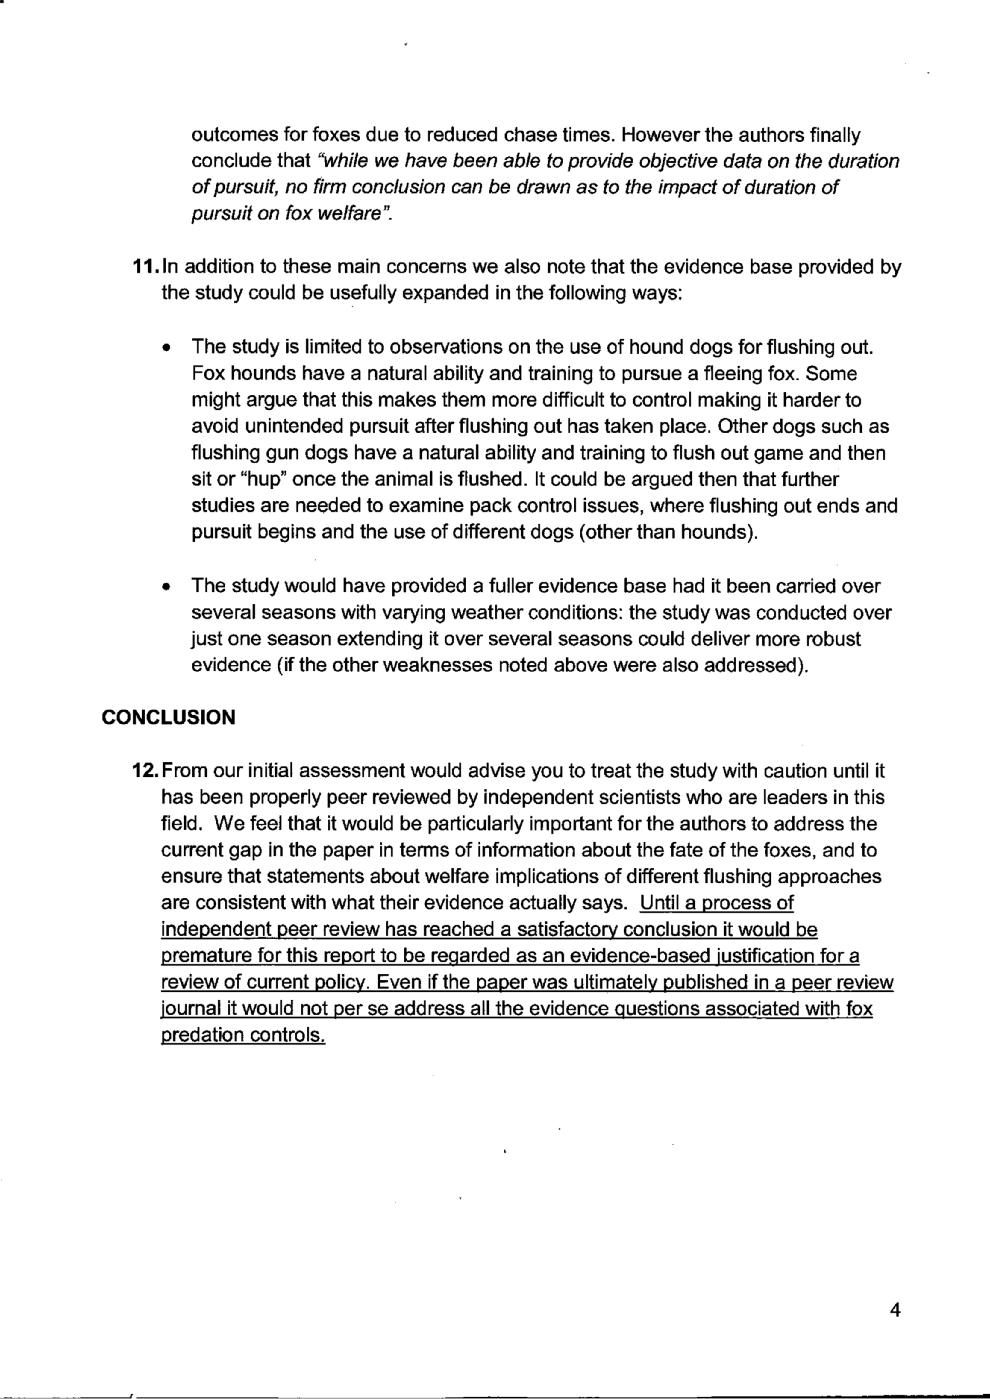 outcomes for foxes due to reduced chase times. However the authors finally
conclude that “while we have been able to provide objective data on the duration
of pursuit, no firm conclusion can be drawn as to the impact of duration of
pursuit on fox welfare”.
11. In addition to these main concerns we also note that the evidence base provided by
the study could be usefully expanded in the following ways:
• The study is limited to observations on the use of hound dogs for flushing out.
Fox hounds have a natural ability and training to pursue a fleeing fox. Some
might argue that this makes them more difficult to control making it harder to
avoid unintended pursuit after flushing out has taken place. Other dogs such as
flushing gun dogs have a natural ability and training to flush out game and then
sit or “hup” once the animal is flushed. It could be argued then that further
studies are needed to examine pack control issues, where flushing out ends and
pursuit begins and the use of different dogs (other than hounds).
• The study would have provided a fuller evidence base had it been carried over
several seasons with varying weather conditions: the study was conducted over
just one season extending it over several seasons could deliver more robust
evidence (if the other weaknesses noted above were also addressed).
CONCLUSION
12. From our initial assessment would advise you to treat the study with caution until it
has been properly peer reviewed by independent scientists who are leaders in this
field. We feel that it would be particularly important for the authors to address the
current gap in the paper in terms of information about the fate of the foxes, and to
ensure that statements about welfare implications of different flushing approaches
are consistent with what their evidence actually says. Until a process of
independent peer review has reached a satisfactory conclusion it would be
premature for this report to be regarded as an evidence-based justification for a
review of current policy. Even if the paper was ultimately published in a peer review
journal it would not per se address all the evidence questions associated with fox
predation controls.
4